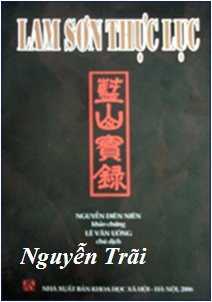 LAM SƠN THỰC LỤC
藍
山
實
錄
NGUYỄN DIÊN NIÊN
khảo chứng
LÊ VĂN UÔNG
chú dịch
Nguyễn Trãi
NHÀ XUẤT BẢN KHOA HỌC XÃ HỘI - HÀ NỘI, 2006